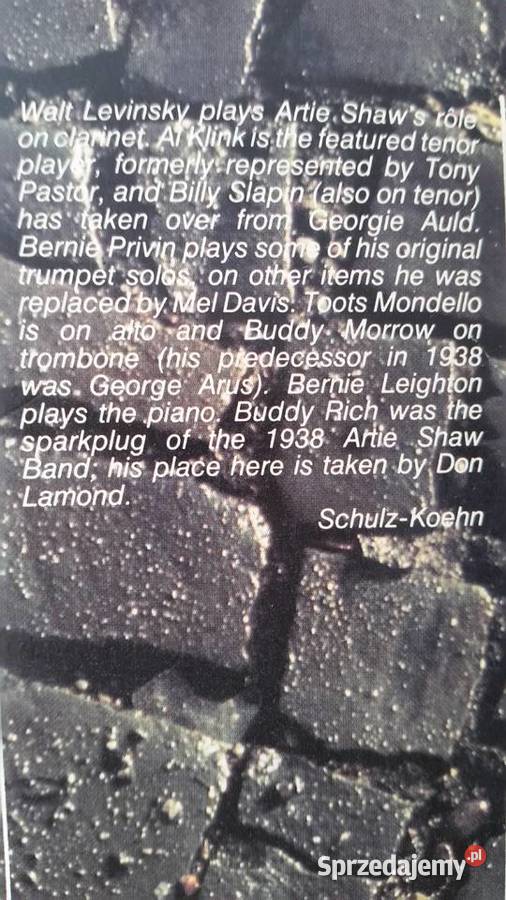 Walt Levinsky plays Artie Shaw's rôle
on clarinet. Al Klink is the featured tenor
player, formerly represented by Tony
Pastor, and Billy Slapin (also on tenor)
has taken over from Georgie Auld.
Bernie Privin plays some of his original
trumpet solos, on other items he was
replaced by Mel Davis. Toots Mondello
is on alto and Buddy Morrow on
trombone (his predecessor in 1938
was George Arus). Bernie Leighton
plays the piano. Buddy Rich was the
sparkplug of the 1938 Artie Shaw
Band; his place here is taken by Don
Lamond.
Schulz-Koehn
Sprzedajemy.pl